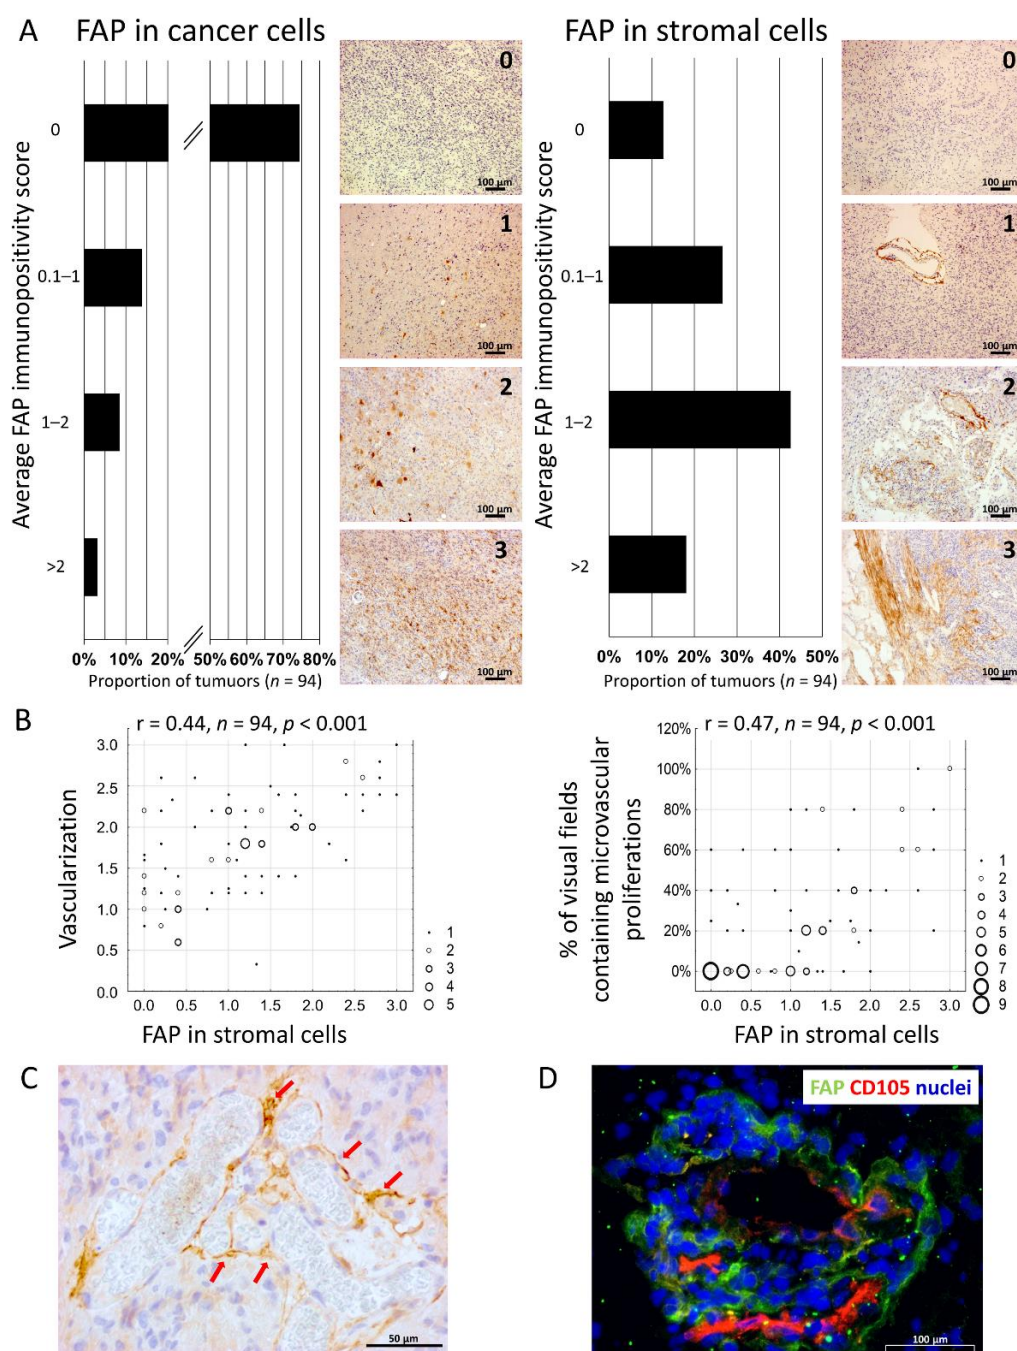 A
FAP in cancer cells
FAP in stromal cells
Average FAP immunopositivity score
0
0.1–1
1–2
>2
0% 10% 20% 50% 60% 70% 80%
Proportion of tumuors (n = 94)
0
100 µm
1
100 µm
2
100 µm
3
100 µm
Average FAP immunopositivity score
0
0.1–1
1–2
>2
0% 10% 20% 30% 40% 50%
Proportion of tumuors (n = 94)
0
100 µm
1
100 µm
2
100 µm
3
100 µm
B
r = 0.44, n = 94, p < 0.001
Vascularization
3.0
2.5
2.0
1.5
1.0
0.5
0.0
0.0 0.5 1.0 1.5 2.0 2.5 3.0
FAP in stromal cells
1
2
3
4
5
r = 0.47, n = 94, p < 0.001
% of visual fields
containing microvascular
proliferations
120%
100%
80%
60%
40%
20%
0%
0.0 0.5 1.0 1.5 2.0 2.5 3.0
FAP in stromal cells
1
2
3
4
5
6
7
8
9
C
50 µm
D
FAP CD105 nuclei
100 µm